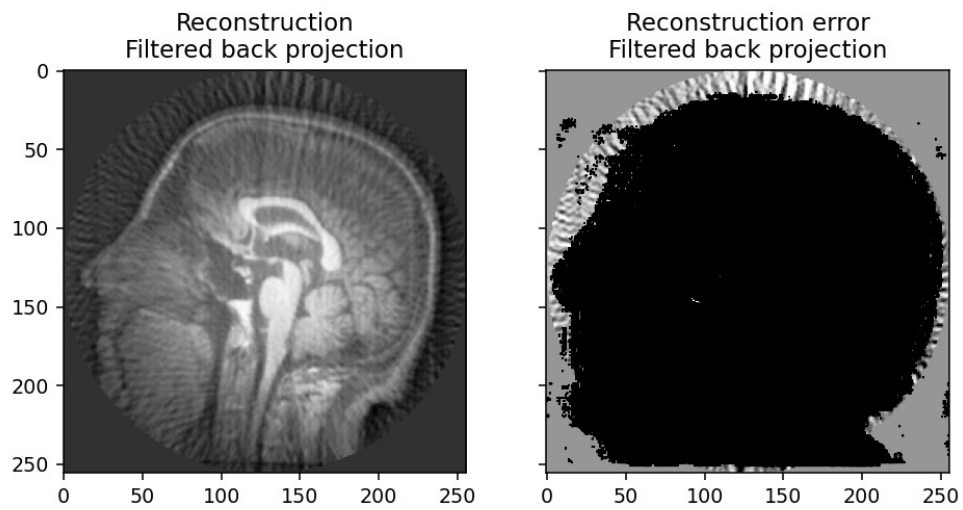 Reconstruction
Filtered back projection
Reconstruction error
Filtered back projection
0
50
100
150
200
250
0 50 100 150 200 250
0 50 100 150 200 250